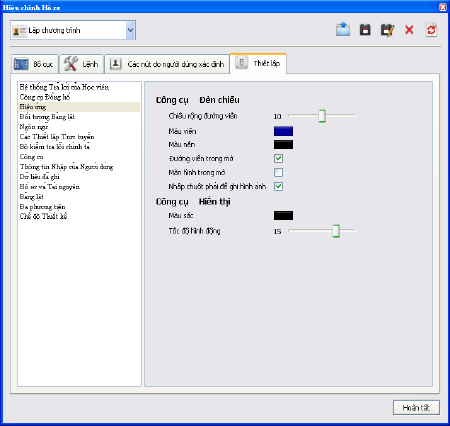 Hiệu chỉnh Hồ sơ
Lập chương trình
Bố cục
Lệnh
Các nút do người dùng xác định
Thiết lập
Hệ thống Trả lời của Học viên
Công cụ Đồng hồ
Hiệu ứng
Đối tượng Bảng lật
Ngôn ngữ
Các Thiết lập Trực tuyến
Bộ kiểm tra lỗi chính tả
Công cụ
Thông tin Nhập của Người dùng
Dữ liệu đã ghi
Hồ sơ và Tài nguyên
Bảng lật
Đa phương tiện
Chế độ Thiết kế
Công cụ Đèn chiếu
Chiều rộng đường viền 10
Màu viền
Màu nền
Đường viền trong mờ
Màn hình trong mờ
Nhấp chuột phải để ghi hình ảnh
Công cụ Hiển thị
Màu sắc
Tốc độ hình động 15
Hoàn tất